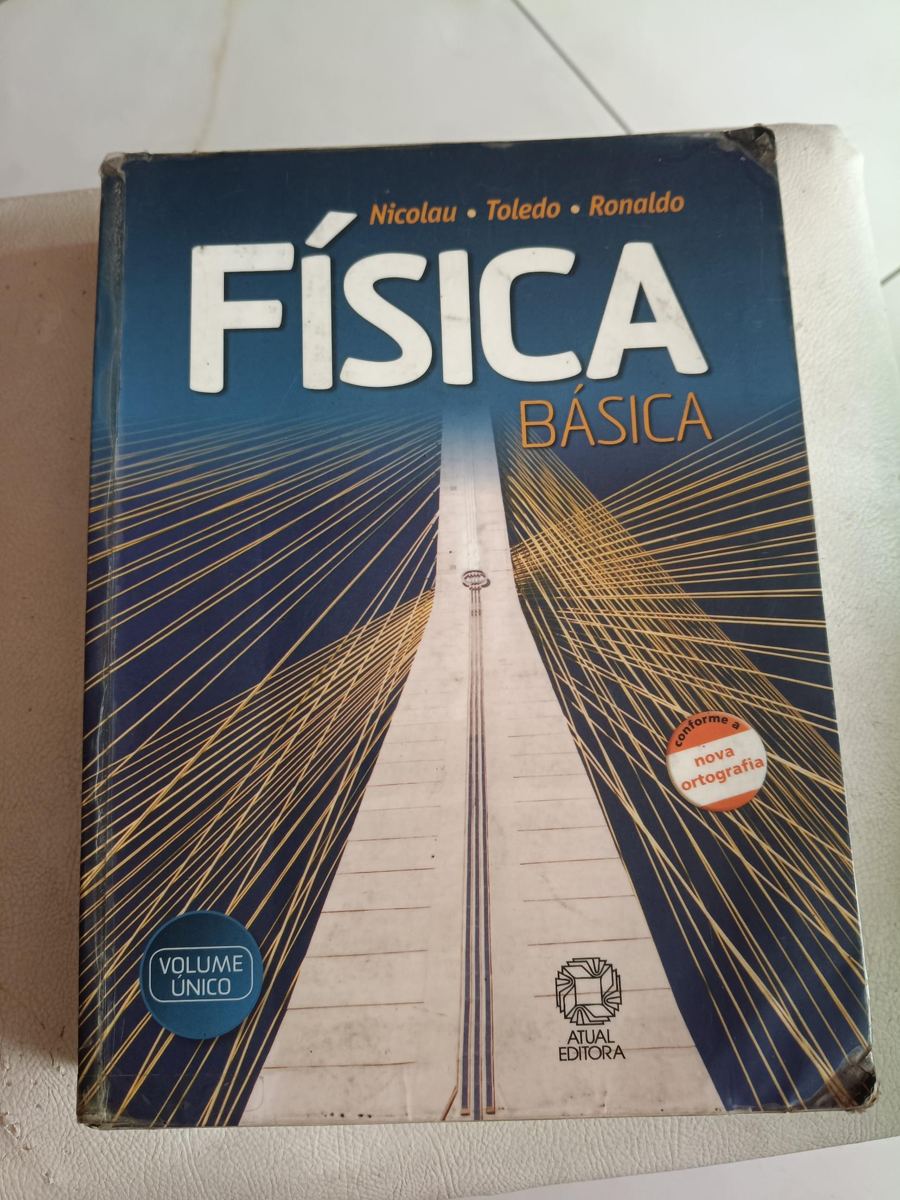 Nicolau • Toledo • Ronaldo
FÍSICA
BÁSICA
conforme a
nova
ortografia
VOLUME
ÚNICO
ATUAL
EDITORA